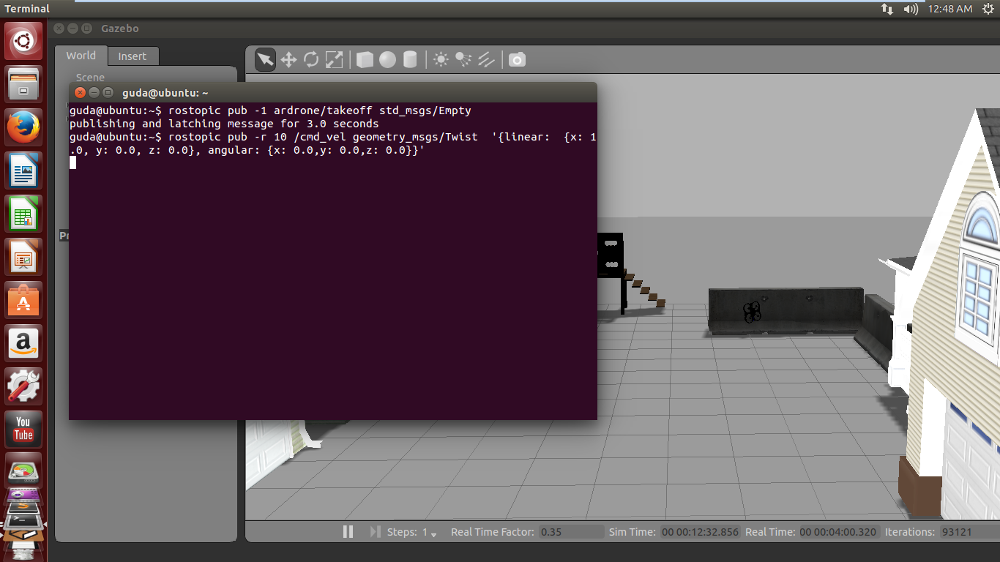 Terminal
12:48 AM
Gazebo
World Insert
Scene
guda@ubuntu: ~
guda@ubuntu:~$ rostopic pub -1 ardrone/takeoff std_msgs/Empty
publishing and latching message for 3.0 seconds
guda@ubuntu:~$ rostopic pub -r 10 /cmd_vel geometry_msgs/Twist  '{linear:  {x: 1
.0, y: 0.0, z: 0.0}, angular: {x: 0.0,y: 0.0,z: 0.0}}'
Pr
a
You
Tube
Steps: 1 Real Time Factor: 0.35 Sim Time: 00 00:12:32.856 Real Time: 00 00:04:00.320 Iterations: 93121